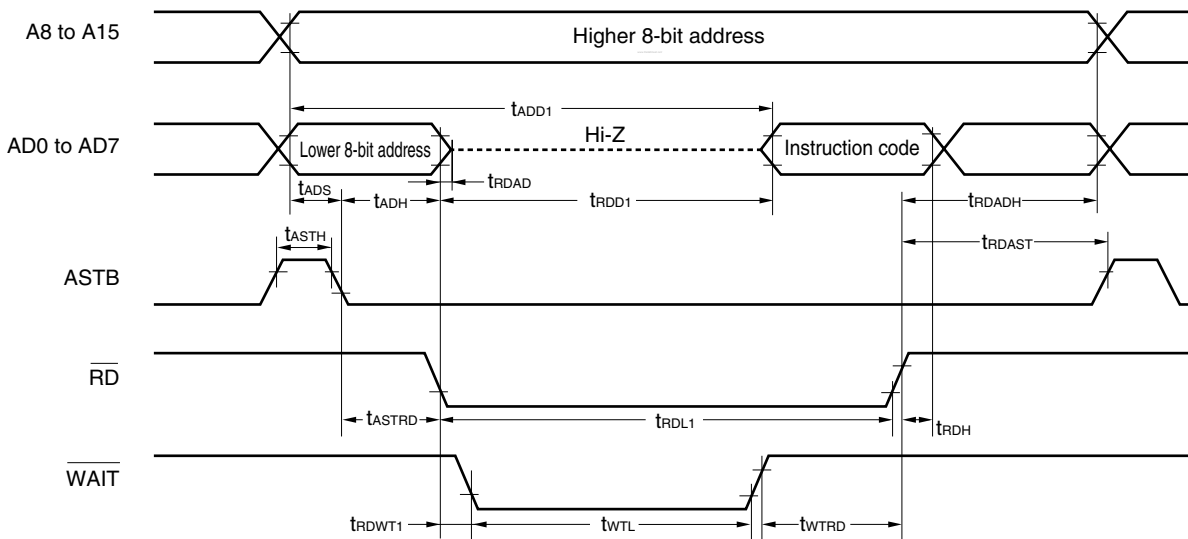 A8 to A15
Higher 8-bit address
tADD1
AD0 to AD7
Lower 8-bit address
Hi-Z
Instruction code
tRDAD
tADS
tADH
tRDD1
tRDADH
tASTH
tRDAST
ASTB
RD
tASTRD
tRDL1
tRDH
WAIT
tRDWT1
tWTL
tWTRD